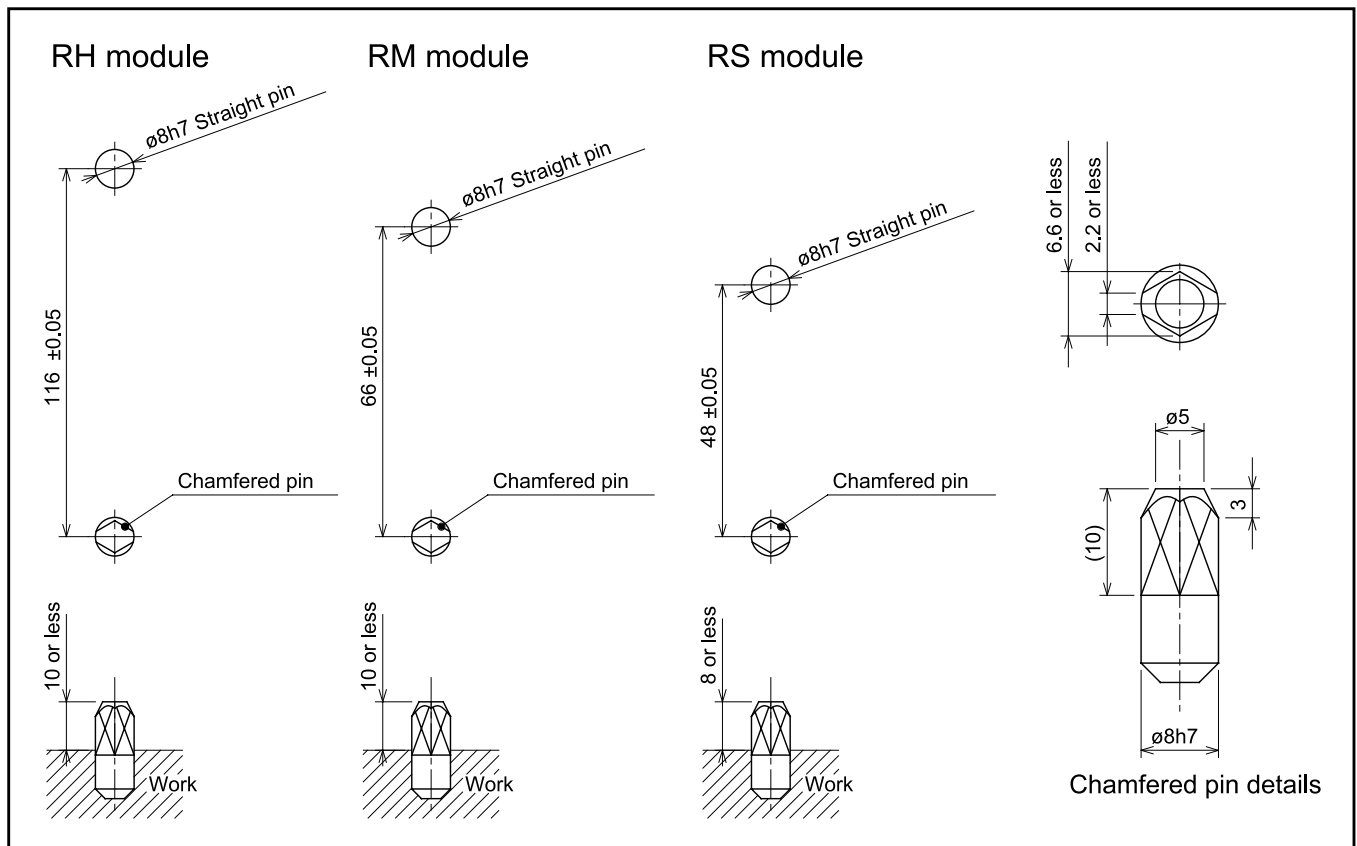 RH module
ø8h7 Straight pin
116 ±0.05
Chamfered pin
10 or less
Work
RM module
ø8h7 Straight pin
66 ±0.05
Chamfered pin
10 or less
Work
RS module
ø8h7 Straight pin
48 ±0.05
Chamfered pin
8 or less
Work
6.6 or less
2.2 or less
ø5
3
(10)
ø8h7
Chamfered pin details